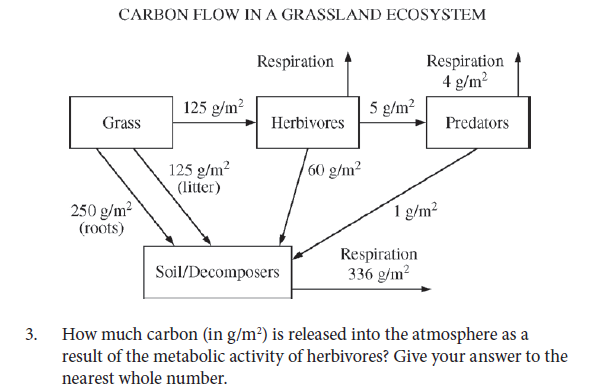 CARBON FLOW IN A GRASSLAND ECOSYSTEM
Respiration
Respiration
4 g/m²
125 g/m²
5 g/m²
Grass
Herbivores
Predators
125 g/m²
(litter)
60 g/m²
250 g/m²
(roots)
1 g/m²
Respiration
336 g/m²
Soil/Decomposers
3. How much carbon (in g/m²) is released into the atmosphere as a
result of the metabolic activity of herbivores? Give your answer to the
nearest whole number.